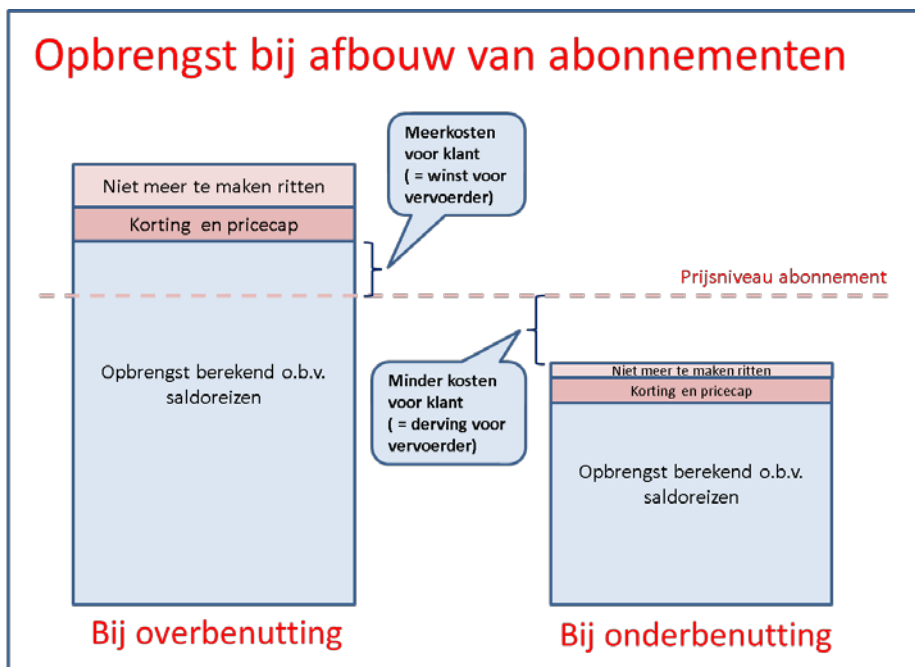 Opbrengst bij afbouw van abonnementen
Meerkosten
voor klant
( = winst voor
vervoerder)
Niet meer te maken ritten
Korting en pricecap
Prijsniveau abonnement
Opbrengst berekend o.b.v.
saldoreizen
Minder kosten
voor klant
( = derving voor
vervoerder)
Niet meer te maken ritten
Korting en pricecap
Opbrengst berekend o.b.v.
saldoreizen
Bij overbenutting
Bij onderbenutting